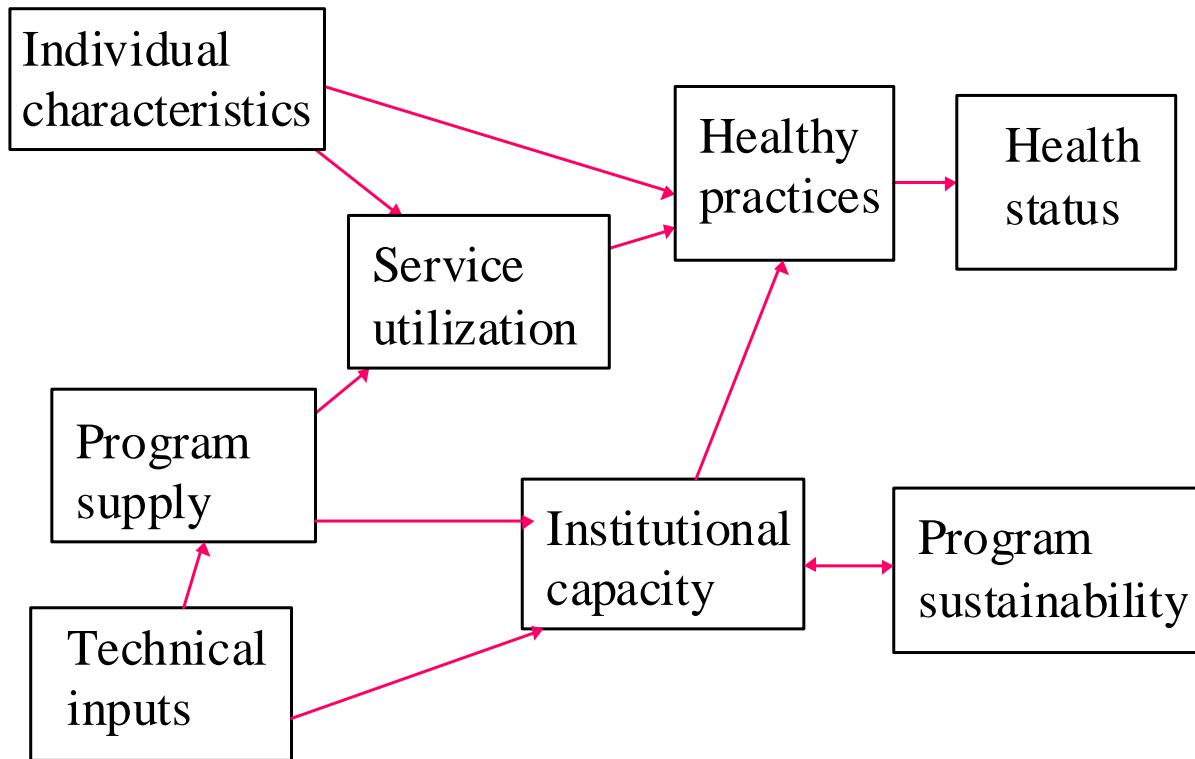 Individual
characteristics
Healthy
practices
Health
status
Service
utilization
Program
supply
Institutional
capacity
Program
sustainability
Technical
inputs